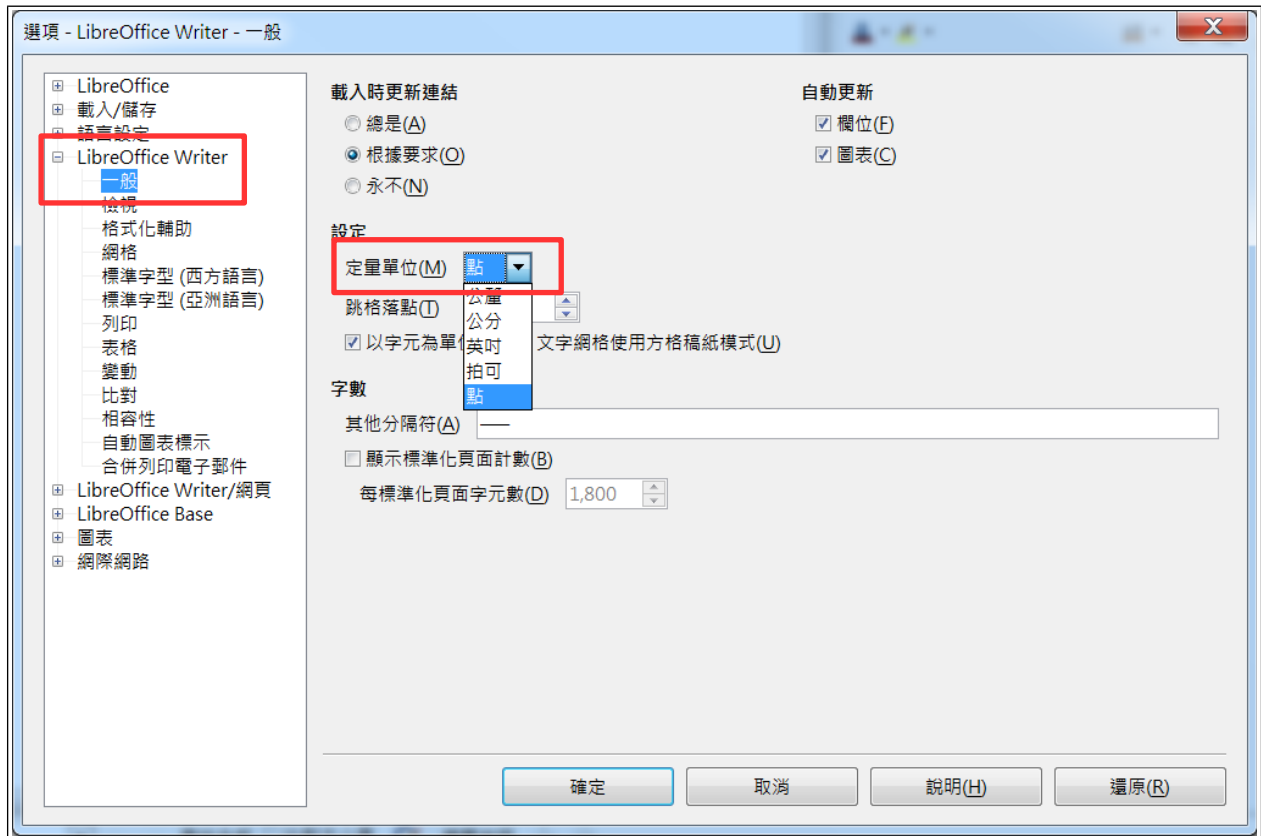 選項 - LibreOffice Writer - 一般
LibreOffice
載入/儲存
語言設定
LibreOffice Writer
一般
檢視
格式化輔助
網格
標準字型 (西方語言)
標準字型 (亞洲語言)
列印
表格
變動
比對
相容性
自動圖表標示
合併列印電子郵件
LibreOffice Writer/網頁
LibreOffice Base
圖表
網際網路
載入時更新連結
總是(A)
根據要求(O)
永不(N)
自動更新
欄位(F)
圖表(C)
設定
定量單位(M) 點
公釐
公分
英吋
拍可
點
跳格落點(T)
以字元為單 文字網格使用方格稿紙模式(U)
字數
其他分隔符(A) —–
顯示標準化頁面計數(B)
每標準化頁面字元數(D) 1,800
確定
取消
說明(H)
還原(R)